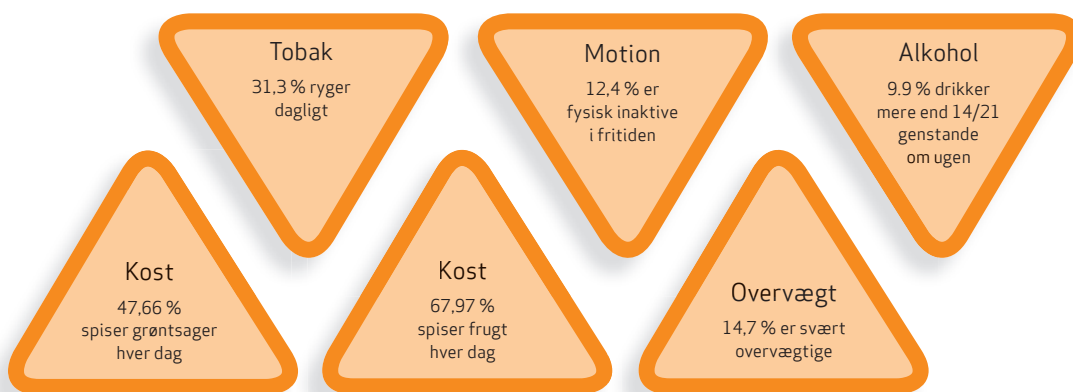 Tobak
31,3 % ryger
dagligt
Motion
12,4 % er
fysisk inaktive
i fritiden
Alkohol
9.9 % drikker
mere end 14/21
genstande
om ugen
Kost
47,66 %
spiser grøntsager
hver dag
Kost
67,97 %
spiser frugt
hver dag
Overvægt
14,7 % er svært
overvægtige